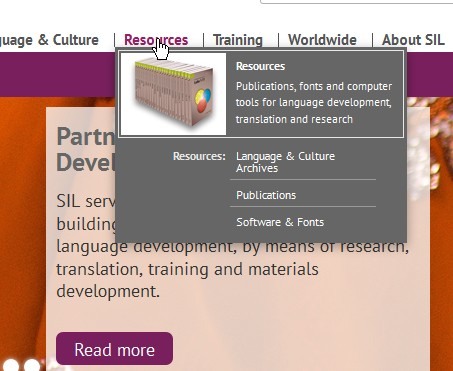 guage & Culture Resources Training Worldwide About SIL
Resources
Publications, fonts and computer
tools for language development,
translation and research
Resources: Language & Culture
Archives
Publications
Software & Fonts
Partn
Devel
SIL serv
building
language development, by means of research,
translation, training and materials
development.
Read more